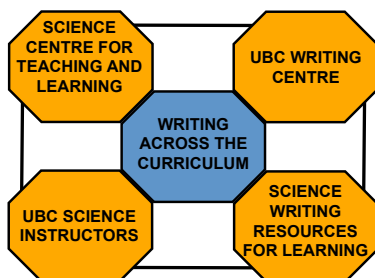 SCIENCE
CENTRE FOR
TEACHING AND
LEARNING
UBC WRITING
CENTRE
WRITING
ACROSS THE
CURRICULUM
UBC SCIENCE
INSTRUCTORS
SCIENCE
WRITING
RESOURCES
FOR LEARNING